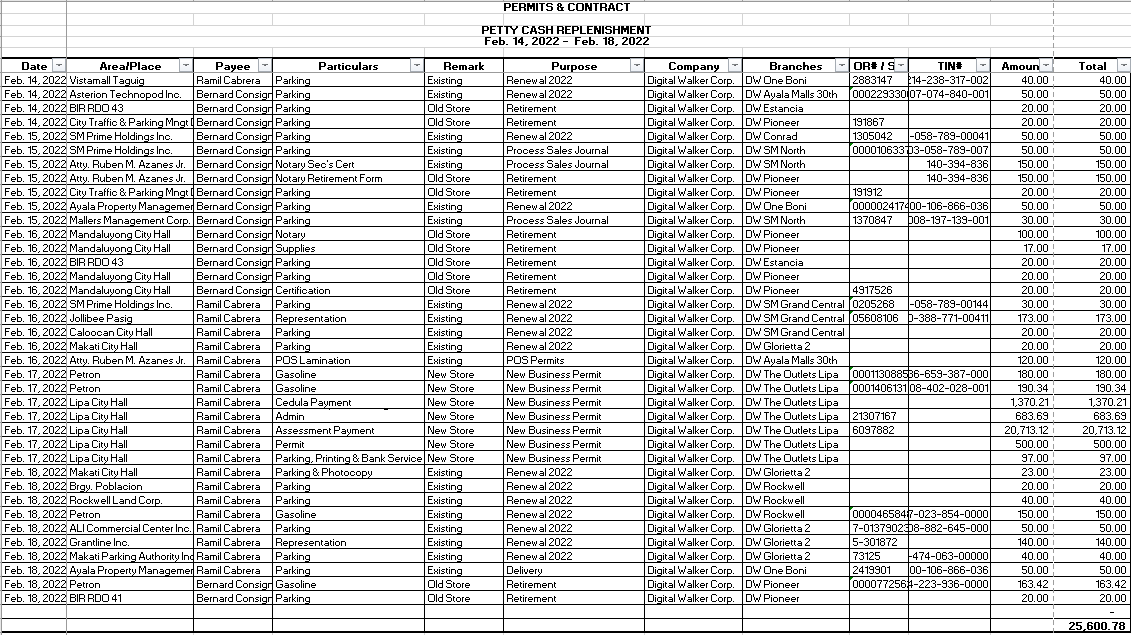 PERMITS & CONTRACT
PETTY CASH REPLENISHMENT
Feb. 14, 2022 - Feb. 18, 2022
Date Area/Place Payee Particulars Remark Purpose Company Branches OR# / S TIN# Amoun Total
Feb. 14, 2022 Vistamall Taguig Ramil Cabrera Parking Existing Renewal 2022 Digital Walker Corp. DW One Boni 2883147 214-238-317-002 40.00 40.00
Feb. 14, 2022 Asterion Technopod Inc. Bernard Consign Parking Existing Renewal 2022 Digital Walker Corp. DW Ayala Malls 30th 000229330 07-074-840-001 50.00 50.00
Feb. 14, 2022 BIR RDO 43 Bernard Consign Parking Old Store Retirement Digital Walker Corp. DW Estancia 20.00 20.00
Feb. 14, 2022 City Traffic & Parking Mngt Bernard Consign Parking Old Store Retirement Digital Walker Corp. DW Pioneer 191867 20.00 20.00
Feb. 15, 2022 SM Prime Holdings Inc. Bernard Consign Parking Existing Renewal 2022 Digital Walker Corp. DW Conrad 1305042 -058-789-00041 50.00 50.00
Feb. 15, 2022 SM Prime Holdings Inc. Bernard Consign Parking Existing Process Sales Journal Digital Walker Corp. DW SM North 000010633 03-058-789-007 50.00 50.00
Feb. 15, 2022 Atty. Ruben M. Azanes Jr. Bernard Consign Notary Sec's Cert Existing Process Sales Journal Digital Walker Corp. DW SM North 140-394-836 150.00 150.00
Feb. 15, 2022 Atty. Ruben M. Azanes Jr. Bernard Consign Notary Retirement Form Old Store Retirement Digital Walker Corp. DW Pioneer 140-394-836 150.00 150.00
Feb. 15, 2022 City Traffic & Parking Mngt Bernard Consign Parking Old Store Retirement Digital Walker Corp. DW Pioneer 191912 20.00 20.00
Feb. 15, 2022 Ayala Property Managemen Bernard Consign Parking Existing Renewal 2022 Digital Walker Corp. DW One Boni 000002417 400-106-866-036 50.00 50.00
Feb. 15, 2022 Mallers Management Corp. Bernard Consign Parking Existing Process Sales Journal Digital Walker Corp. DW SM North 1370847 008-197-139-001 30.00 30.00
Feb. 16, 2022 Mandaluyong City Hall Bernard Consign Notary Old Store Retirement Digital Walker Corp. DW Pioneer 100.00 100.00
Feb. 16, 2022 Mandaluyong City Hall Bernard Consign Supplies Old Store Retirement Digital Walker Corp. DW Pioneer 17.00 17.00
Feb. 16, 2022 BIR RDO 43 Bernard Consign Parking Old Store Retirement Digital Walker Corp. DW Estancia 20.00 20.00
Feb. 16, 2022 Mandaluyong City Hall Bernard Consign Parking Old Store Retirement Digital Walker Corp. DW Pioneer 20.00 20.00
Feb. 16, 2022 Mandaluyong City Hall Bernard Consign Certification Old Store Retirement Digital Walker Corp. DW Pioneer 4917526 20.00 20.00
Feb. 16, 2022 SM Prime Holdings Inc. Ramil Cabrera Parking Existing Renewal 2022 Digital Walker Corp. DW SM Grand Central 0205268 -058-789-00144 30.00 30.00
Feb. 16, 2022 Jollibee Pasig Ramil Cabrera Representation Existing Renewal 2022 Digital Walker Corp. DW SM Grand Central 05608106 0-388-771-00411 173.00 173.00
Feb. 16, 2022 Caloocan City Hall Ramil Cabrera Parking Existing Renewal 2022 Digital Walker Corp. DW SM Grand Central 20.00 20.00
Feb. 16, 2022 Makati City Hall Ramil Cabrera Parking Existing Renewal 2022 Digital Walker Corp. DW Glorietta 2 20.00 20.00
Feb. 16, 2022 Atty. Ruben M. Azanes Jr. Ramil Cabrera POS Lamination Existing POS Permits Digital Walker Corp. DW Ayala Malls 30th 120.00 120.00
Feb. 17, 2022 Petron Ramil Cabrera Gasoline New Store New Business Permit Digital Walker Corp. DW The Outlets Lipa 000113088 536-659-387-000 180.00 180.00
Feb. 17, 2022 Petron Ramil Cabrera Gasoline New Store New Business Permit Digital Walker Corp. DW The Outlets Lipa 000140613 108-402-028-001 190.34 190.34
Feb. 17, 2022 Lipa City Hall Ramil Cabrera Cedula Payment New Store New Business Permit Digital Walker Corp. DW The Outlets Lipa 1,370.21 1,370.21
Feb. 17, 2022 Lipa City Hall Ramil Cabrera Admin New Store New Business Permit Digital Walker Corp. DW The Outlets Lipa 21307167 683.69 683.69
Feb. 17, 2022 Lipa City Hall Ramil Cabrera Assessment Payment New Store New Business Permit Digital Walker Corp. DW The Outlets Lipa 6097882 20,713.12 20,713.12
Feb. 17, 2022 Lipa City Hall Ramil Cabrera Permit New Store New Business Permit Digital Walker Corp. DW The Outlets Lipa 500.00 500.00
Feb. 17, 2022 Lipa City Hall Ramil Cabrera Parking, Printing & Bank Service New Store New Business Permit Digital Walker Corp. DW The Outlets Lipa 97.00 97.00
Feb. 18, 2022 Makati City Hall Ramil Cabrera Parking & Photocopy Existing Renewal 2022 Digital Walker Corp. DW Glorietta 2 23.00 23.00
Feb. 18, 2022 Brgy. Poblacion Ramil Cabrera Parking Existing Renewal 2022 Digital Walker Corp. DW Rockwell 20.00 20.00
Feb. 18, 2022 Rockwell Land Corp. Ramil Cabrera Parking Existing Renewal 2022 Digital Walker Corp. DW Rockwell 40.00 40.00
Feb. 18, 2022 Petron Ramil Cabrera Gasoline Existing Renewal 2022 Digital Walker Corp. DW Rockwell 000046584 7-023-854-0000 150.00 150.00
Feb. 18, 2022 ALI Commercial Center Inc. Ramil Cabrera Parking Existing Renewal 2022 Digital Walker Corp. DW Glorietta 2 7-0137902 308-882-645-000 50.00 50.00
Feb. 18, 2022 Grantline Inc. Ramil Cabrera Representation Existing Renewal 2022 Digital Walker Corp. DW Glorietta 2 5-301872 140.00 140.00
Feb. 18, 2022 Makati Parking Authority Inc Ramil Cabrera Parking Existing Renewal 2022 Digital Walker Corp. DW Glorietta 2 73125 -474-063-00000 40.00 40.00
Feb. 18, 2022 Ayala Property Managemen Ramil Cabrera Parking Existing Delivery Digital Walker Corp. DW One Boni 2419901 00-106-866-036 50.00 50.00
Feb. 18, 2022 Petron Bernard Consign Gasoline Old Store Retirement Digital Walker Corp. DW Pioneer 000077256 4-223-936-0000 163.42 163.42
Feb. 18, 2022 BIR RDO 41 Bernard Consign Parking Old Store Retirement Digital Walker Corp. DW Pioneer 20.00 20.00
-
25,600.78